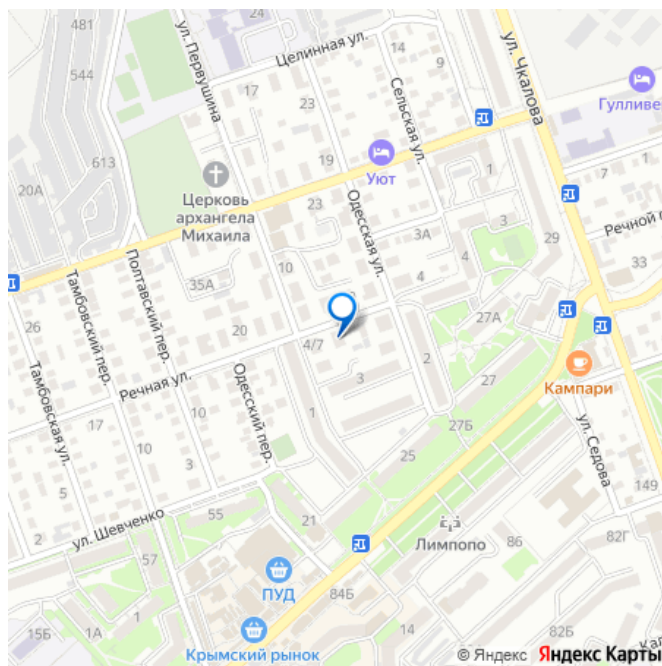 481
ул. Первушина
Целинная ул.
14
9
ул. Чкалова
544
17
23
Сельская ул.
Гулливе
613
19
Уют
20А
Церковь
архангела
Михаила
1
7
1
23
Одесская ул.
3
3А
29
Речной п
Полтавский пер.
35А
10
4
4
33
Тамбовский пер.
26
20
4/7
27А
Речная ул.
2
Тамбовская ул.
Одесский пер.
3
27
Кампари
17
10
1
27Б
ул. Седова
10
25
5
149
ул. Шевченко
55
21
2
57
Лимпопо
86
82Г
ПУД
84Б
15Б
1А
1
14
82Б
Крымский рынок
Ка
© Яндекс
Яндекс Карты